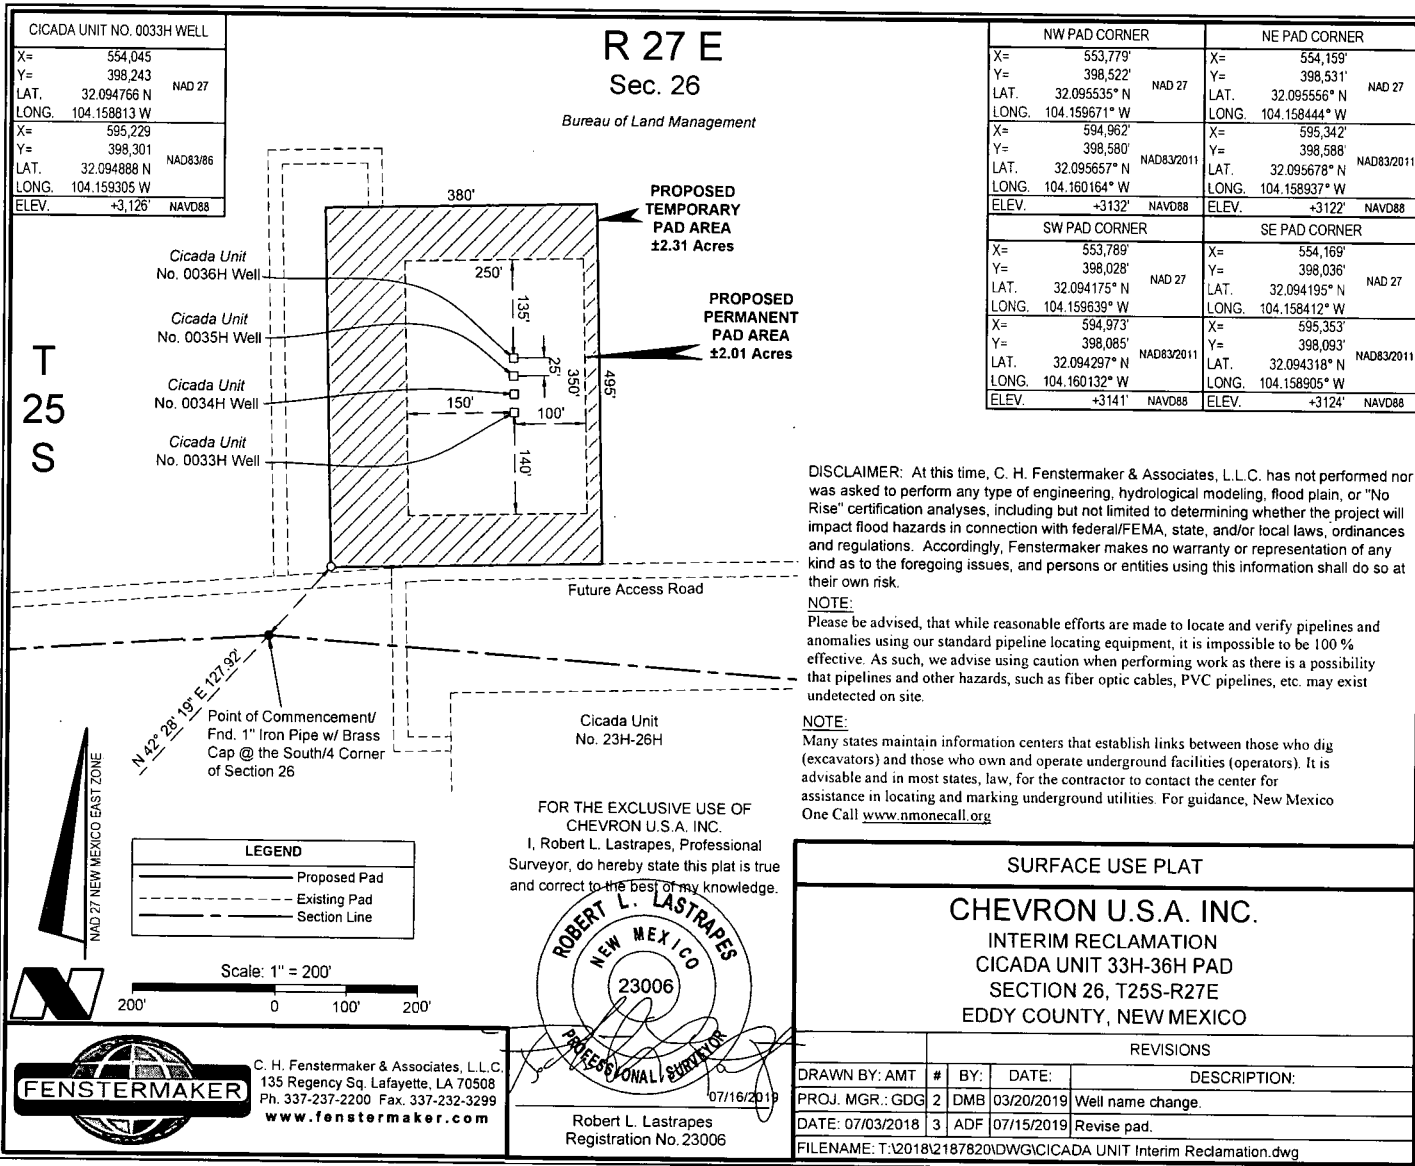 CICADA UNIT NO. 0033H WELL
X= 554,045
Y= 398,243
NAD 27
LAT. 32.094766 N
LONG. 104.158813 W
X= 595,229
Y= 398,301
NAD83/86
LAT. 32.094888 N
LONG. 104.159305 W
ELEV. +3,126' NAVD88
R 27 E
Sec. 26
Bureau of Land Management
NW PAD CORNER
X= 553,779'
Y= 398,522'
NAD 27
LAT. 32.095535° N
LONG. 104.159671° W
X= 594,962'
Y= 398,580'
NAD83/2011
LAT. 32.095657° N
LONG. 104.160164° W
ELEV. +3132' NAVD88
NE PAD CORNER
X= 554,159'
Y= 398,531'
NAD 27
LAT. 32.095556° N
LONG. 104.158444° W
X= 595,342'
Y= 398,588'
NAD83/2011
LAT. 32.095678° N
LONG. 104.158937° W
ELEV. +3122' NAVD88
SW PAD CORNER
X= 553,789'
Y= 398,028'
NAD 27
LAT. 32.094175° N
LONG. 104.159639° W
X= 594,973'
Y= 398,085'
NAD83/2011
LAT. 32.094297° N
LONG. 104.160132° W
ELEV. +3141' NAVD88
SE PAD CORNER
X= 554,169'
Y= 398,036'
NAD 27
LAT. 32.094195° N
LONG. 104.158412° W
X= 595,353'
Y= 398,093'
NAD83/2011
LAT. 32.094318° N
LONG. 104.158905° W
ELEV. +3124' NAVD88
380'
PROPOSED
TEMPORARY
PAD AREA
±2.31 Acres
Cicada Unit
No. 0036H Well
250'
135'
PROPOSED
PERMANENT
PAD AREA
±2.01 Acres
Cicada Unit
No. 0035H Well
25'
350'
495'
T
25
S
Cicada Unit
No. 0034H Well
150'
100'
Cicada Unit
No. 0033H Well
140'
Future Access Road
N 42° 28' 19" E 127.92'
Point of Commencement/
Fnd. 1" Iron Pipe w/ Brass
Cap @ the South/4 Corner
of Section 26
Cicada Unit
No. 23H-26H
NAD 27 NEW MEXICO EAST ZONE
DISCLAIMER: At this time, C. H. Fenstermaker & Associates, L.L.C. has not performed nor
was asked to perform any type of engineering, hydrological modeling, flood plain, or "No
Rise" certification analyses, including but not limited to determining whether the project will
impact flood hazards in connection with federal/FEMA, state, and/or local laws, ordinances
and regulations. Accordingly, Fenstermaker makes no warranty or representation of any
kind as to the foregoing issues, and persons or entities using this information shall do so at
their own risk.
NOTE:
Please be advised, that while reasonable efforts are made to locate and verify pipelines and
anomalies using our standard pipeline locating equipment, it is impossible to be 100 %
effective. As such, we advise using caution when performing work as there is a possibility
that pipelines and other hazards, such as fiber optic cables, PVC pipelines, etc. may exist
undetected on site.
NOTE:
Many states maintain information centers that establish links between those who dig
(excavators) and those who own and operate underground facilities (operators). It is
advisable and in most states, law, for the contractor to contact the center for
assistance in locating and marking underground utilities. For guidance, New Mexico
One Call www.nmonecall.org
LEGEND
Proposed Pad
Existing Pad
Section Line
Scale: 1" = 200'
200' 0 100' 200'
FOR THE EXCLUSIVE USE OF
CHEVRON U.S.A. INC.
I, Robert L. Lastrapes, Professional
Surveyor, do hereby state this plat is true
and correct to the best of my knowledge.
ROBERT L. LASTRAPES
NEW MEXICO
23006
PROFESSIONAL SURVEYOR
07/16/2019
Robert L. Lastrapes
Registration No. 23006
FENSTERMAKER
C. H. Fenstermaker & Associates, L.L.C.
135 Regency Sq. Lafayette, LA 70508
Ph. 337-237-2200 Fax. 337-232-3299
www.fenstermaker.com
SURFACE USE PLAT
CHEVRON U.S.A. INC.
INTERIM RECLAMATION
CICADA UNIT 33H-36H PAD
SECTION 26, T25S-R27E
EDDY COUNTY, NEW MEXICO
REVISIONS
DRAWN BY: AMT # BY: DATE: DESCRIPTION:
PROJ. MGR.: GDG 2 DMB 03/20/2019 Well name change.
DATE: 07/03/2018 3 ADF 07/15/2019 Revise pad.
FILENAME: T:\2018\2187820\DWG\CICADA UNIT Interim Reclamation.dwg